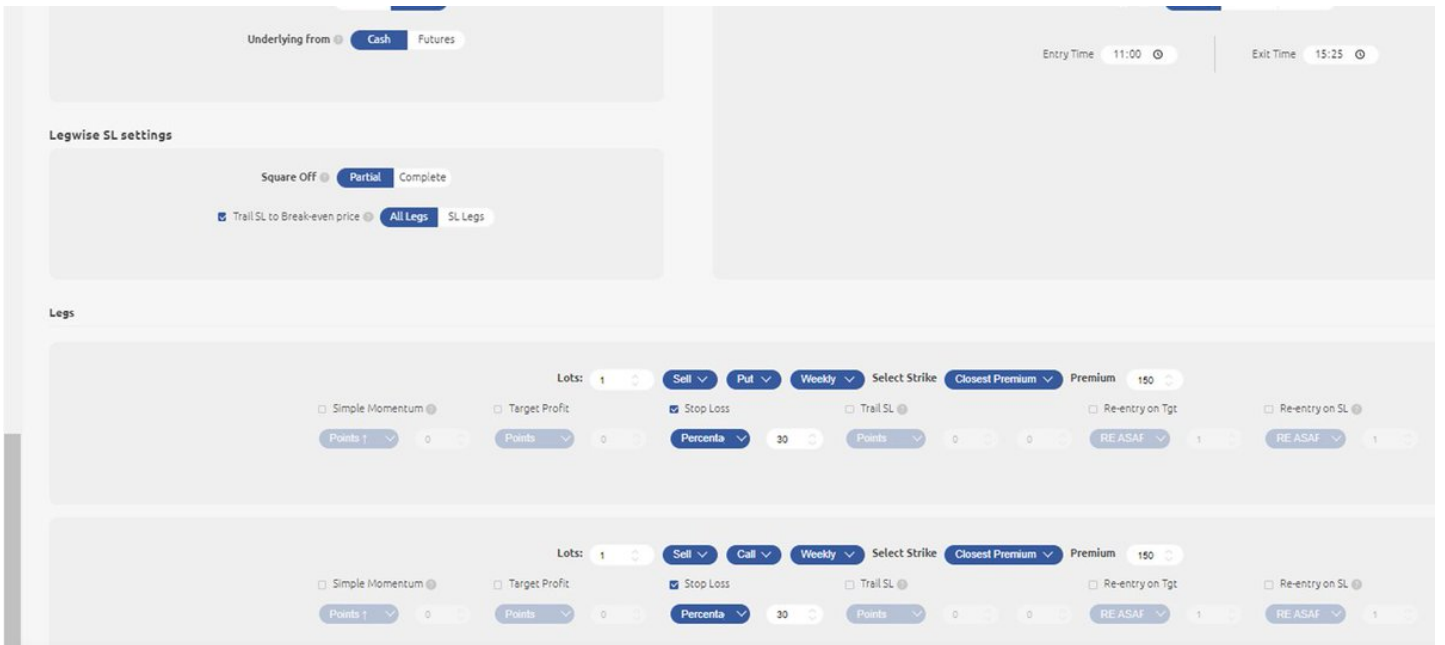 Underlying from Cash Futures
Entry Time 11:00 Exit Time 15:25
Legwise SL settings
Square Off Partial Complete
Trail SL to Break-even price All Legs SL Legs
Legs
Lots: 1 Sell Put Weekly Select Strike Closest Premium Premium 150
Simple Momentum Target Profit Stop Loss Trail SL Re-entry on Tgt Re-entry on SL
Points ↑ 0 Points 0 Percenta 30 Points 0 0 RE ASAF 1 RE ASAF 1
Lots: 1 Sell Call Weekly Select Strike Closest Premium Premium 150
Simple Momentum Target Profit Stop Loss Trail SL Re-entry on Tgt Re-entry on SL
Points ↑ 0 Points 0 Percenta 30 Points 0 0 RE ASAF 1 RE ASAF 1